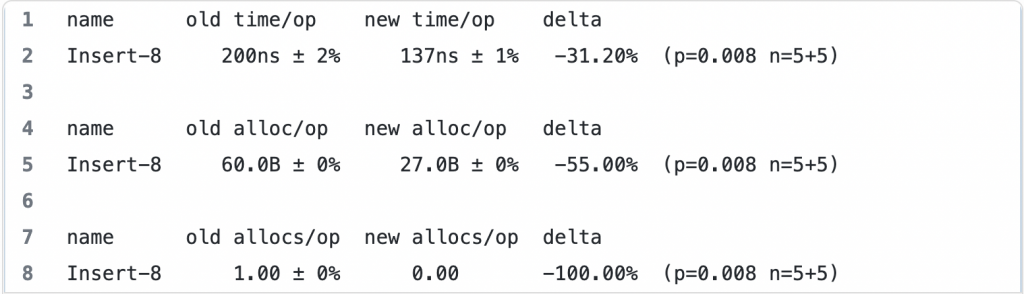 1 name old time/op new time/op delta
2 Insert-8 200ns ± 2% 137ns ± 1% -31.20% (p=0.008 n=5+5)
3
4 name old alloc/op new alloc/op delta
5 Insert-8 60.0B ± 0% 27.0B ± 0% -55.00% (p=0.008 n=5+5)
6
7 name old allocs/op new allocs/op delta
8 Insert-8 1.00 ± 0% 0.00 -100.00% (p=0.008 n=5+5)